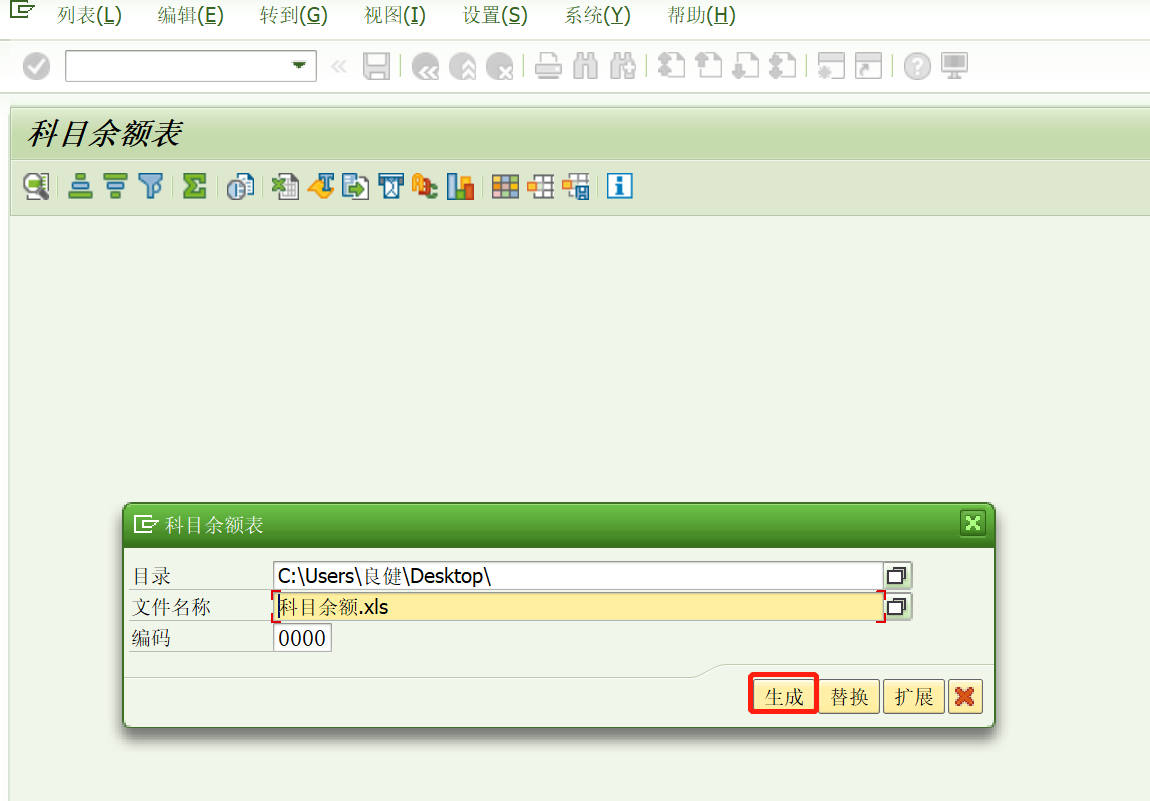 列表(L) 编辑(E) 转到(G) 视图(I) 设置(S) 系统(Y) 帮助(H)
科目余额表
科目余额表
目录 C:\Users\良健\Desktop\
文件名称 科目余额.xls
编码 0000
生成 替换 扩展